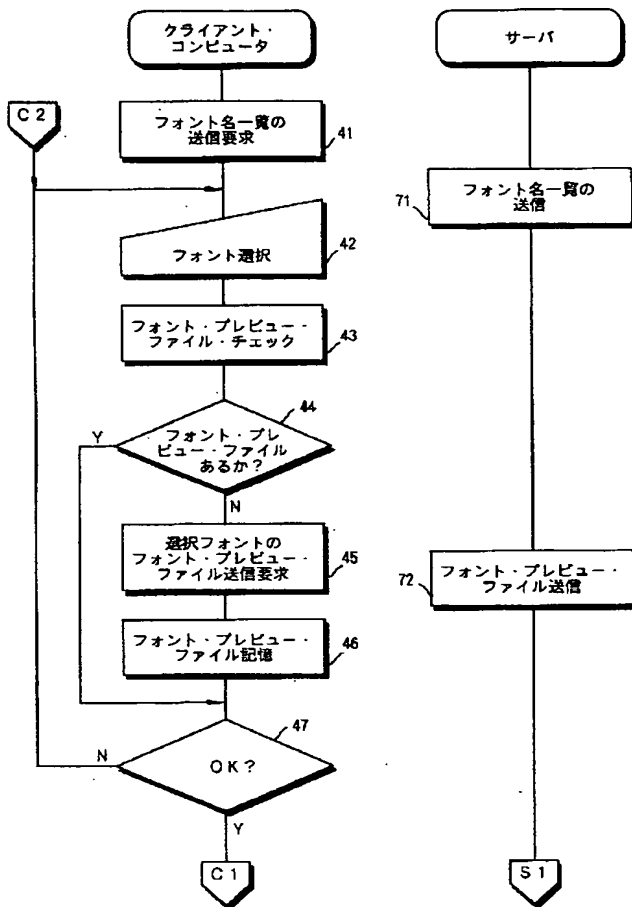 クライアント・
コンピュータ
サーバ
C2
フォント名一覧の
送信要求
41
フォント名一覧の
送信
71
フォント選択
42
フォント・プレビュー・
ファイル・チェック
43
44
Y
フォント・プレ
ビュー・ファイル
あるか?
N
選択フォントの
フォント・プレビュー・
ファイル送信要求
45
フォント・プレビュー・
ファイル送信
72
フォント・プレビュー・
ファイル記憶
46
47
N
OK?
Y
C1
S1